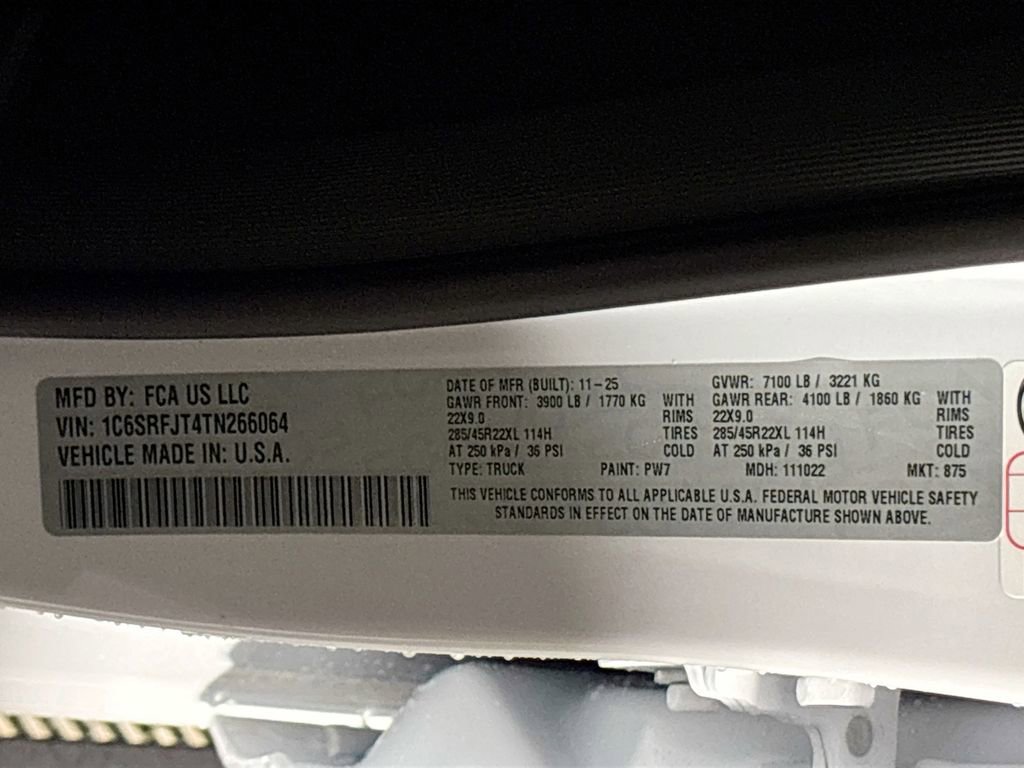 MFD BY: FCA US LLC
VIN: 1C6SRFJT4TN266064
VEHICLE MADE IN: U.S.A.
DATE OF MFR (BUILT): 11-25 GVWR: 7100 LB / 3221 KG
GAWR FRONT: 3900 LB / 1770 KG WITH GAWR REAR: 4100 LB / 1860 KG WITH
22X9.0 RIMS 22X9.0 RIMS
285/45R22XL 114H TIRES 285/45R22XL 114H TIRES
AT 250 kPa / 36 PSI COLD AT 250 kPa / 36 PSI COLD
TYPE: TRUCK PAINT: PW7 MDH: 111022 MKT: 875
THIS VEHICLE CONFORMS TO ALL APPLICABLE U.S.A. FEDERAL MOTOR VEHICLE SAFETY
STANDARDS IN EFFECT ON THE DATE OF MANUFACTURE SHOWN ABOVE.